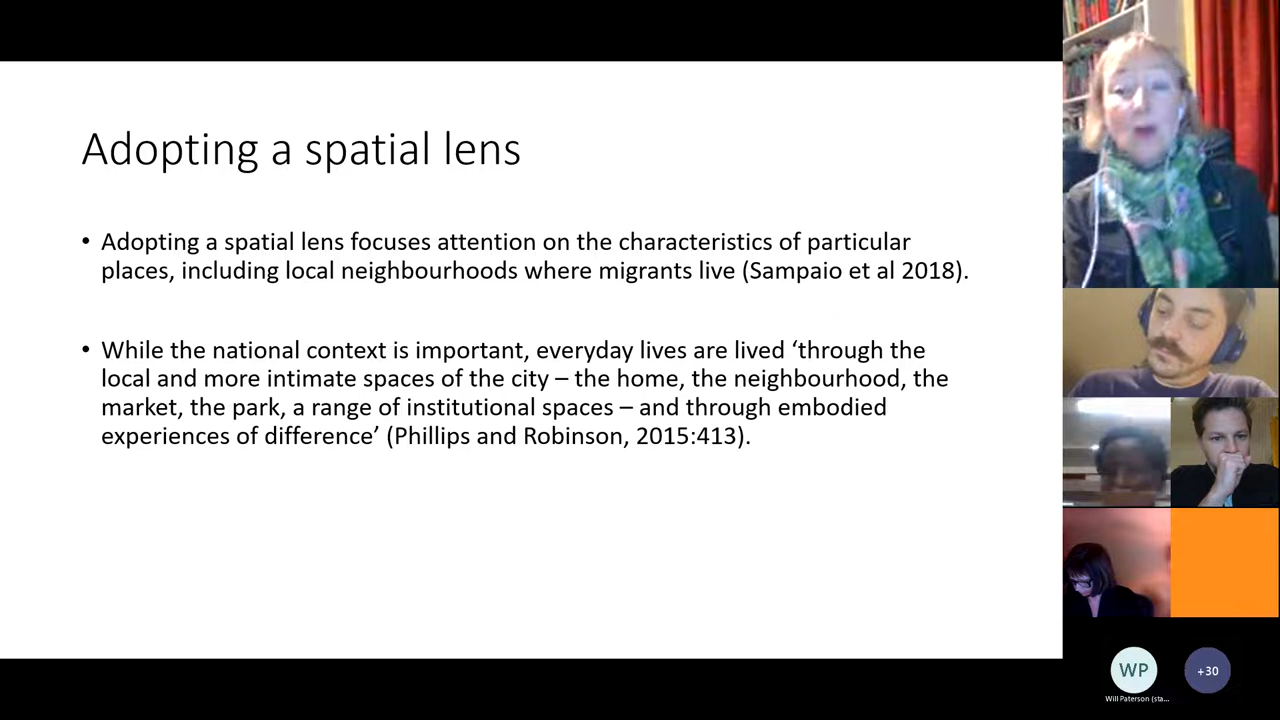 Adopting a spatial lens
• Adopting a spatial lens focuses attention on the characteristics of particular
places, including local neighbourhoods where migrants live (Sampaio et al 2018).
• While the national context is important, everyday lives are lived ‘through the
local and more intimate spaces of the city – the home, the neighbourhood, the
market, the park, a range of institutional spaces – and through embodied
experiences of difference’ (Phillips and Robinson, 2015:413).
WP
+30
Will Paterson (sta...